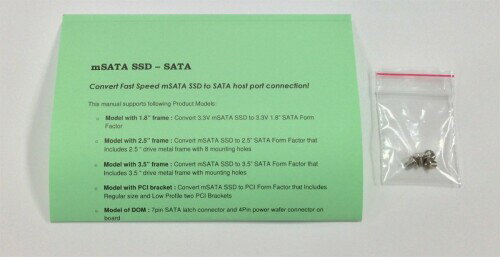 mSATA SSD – SATA
Convert Fast Speed mSATA SSD to SATA host port connection!
This manual supports following Product Models:
Model with 1.8" frame : Convert 3.3V mSATA SSD to 3.3V 1.8" SATA Form
Factor
Model with 2.5" frame : Convert mSATA SSD to 2.5" SATA Form Factor that
Includes 2.5 " drive metal frame with 8 mounting holes
Model with 3.5" frame : Convert mSATA SSD to 3.5" SATA Form Factor that
Includes 3.5 " drive metal frame with mounting holes
Model with PCI bracket : Convert mSATA SSD to PCI Form Factor that Includes
Regular size and Low Profile two PCI Brackets
Model of DOM : 7pin SATA latch connector and 4Pin power wafer connector on
board